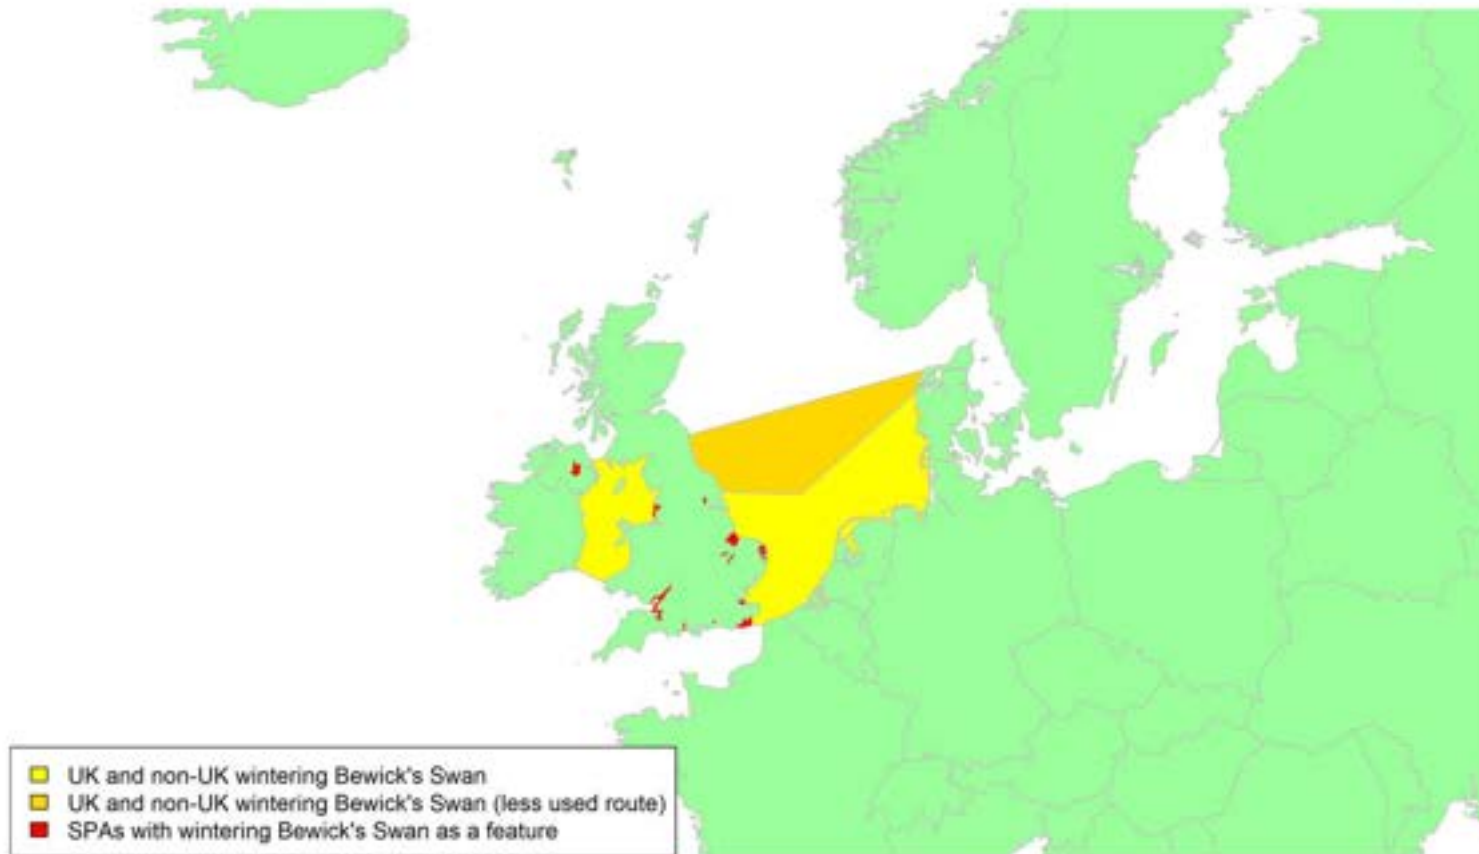 UK and non-UK wintering Bewick's Swan
UK and non-UK wintering Bewick's Swan (less used route)
SPAs with wintering Bewick's Swan as a feature